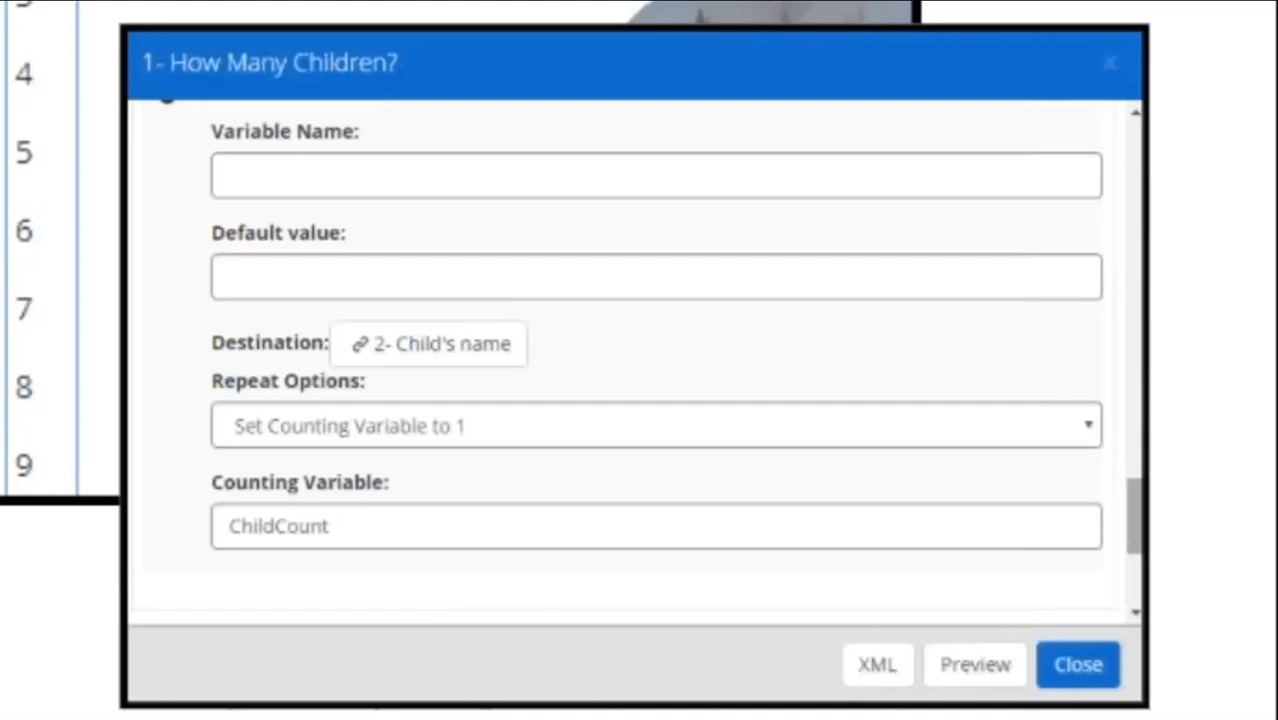 1- How Many Children?
x
4
5
6
7
8
9
Variable Name:
Default value:
Destination: 2- Child's name
Repeat Options:
Set Counting Variable to 1
Counting Variable:
ChildCount
XML Preview Close